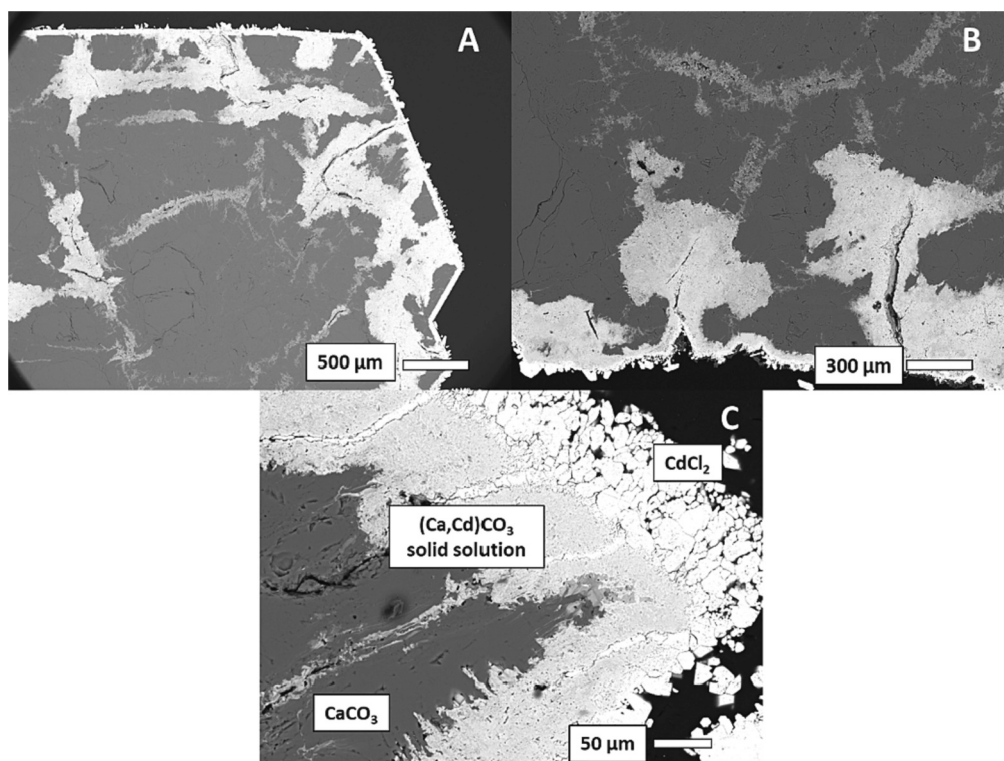 A
500 µm
B
300 µm
C
CdCl₂
(Ca,Cd)CO₃
solid solution
CaCO₃
50 µm